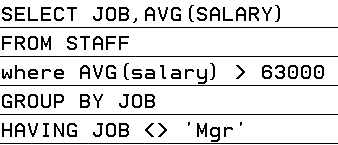 SELECT JOB,AVG(SALARY)
FROM STAFF
where AVG(salary) > 63000
GROUP BY JOB
HAVING JOB <> 'Mgr'